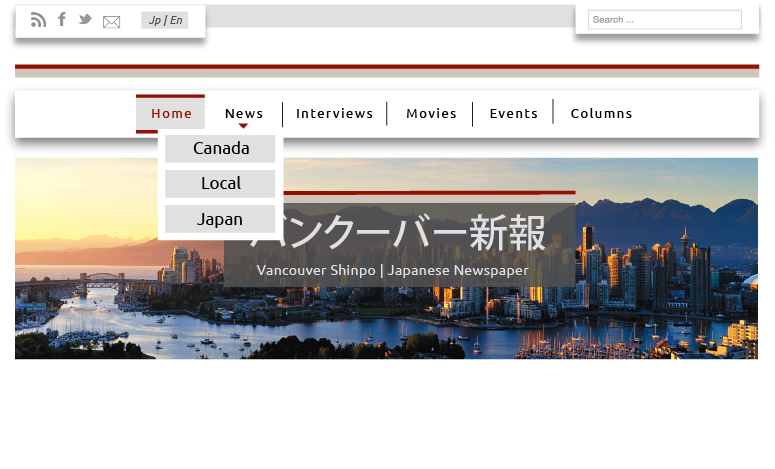 Jp / En
Search ...
Home News Interviews Movies Events Columns
Canada
Local
Japan
バンクーバー新報
Vancouver Shinpo | Japanese Newspaper